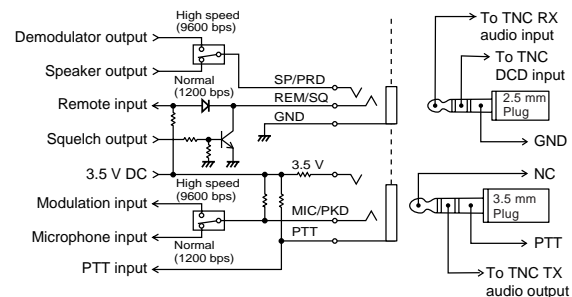 High speed
(9600 bps)
Demodulator output
Speaker output
Normal
(1200 bps)
SP/PRD
Remote input
REM/SQ
GND
Squelch output
3.5 V DC
3.5 V
High speed
(9600 bps)
Modulation input
MIC/PKD
Microphone input
PTT
Normal
(1200 bps)
PTT input
To TNC RX
audio input
To TNC
DCD input
2.5 mm
Plug
GND
NC
3.5 mm
Plug
PTT
To TNC TX
audio output